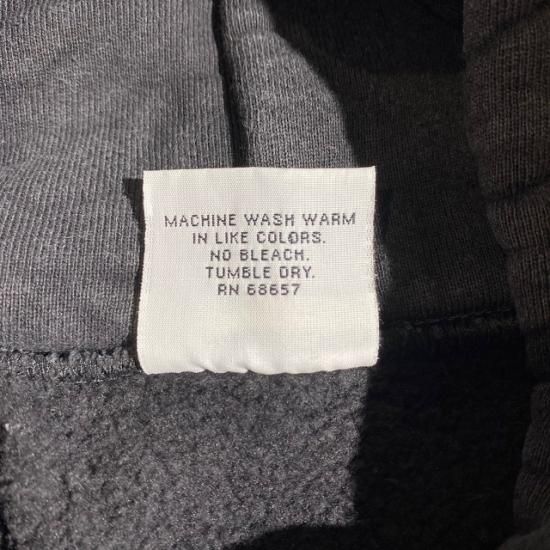 MACHINE WASH WARM
IN LIKE COLORS.
NO BLEACH.
TUMBLE DRY.
RN 68657